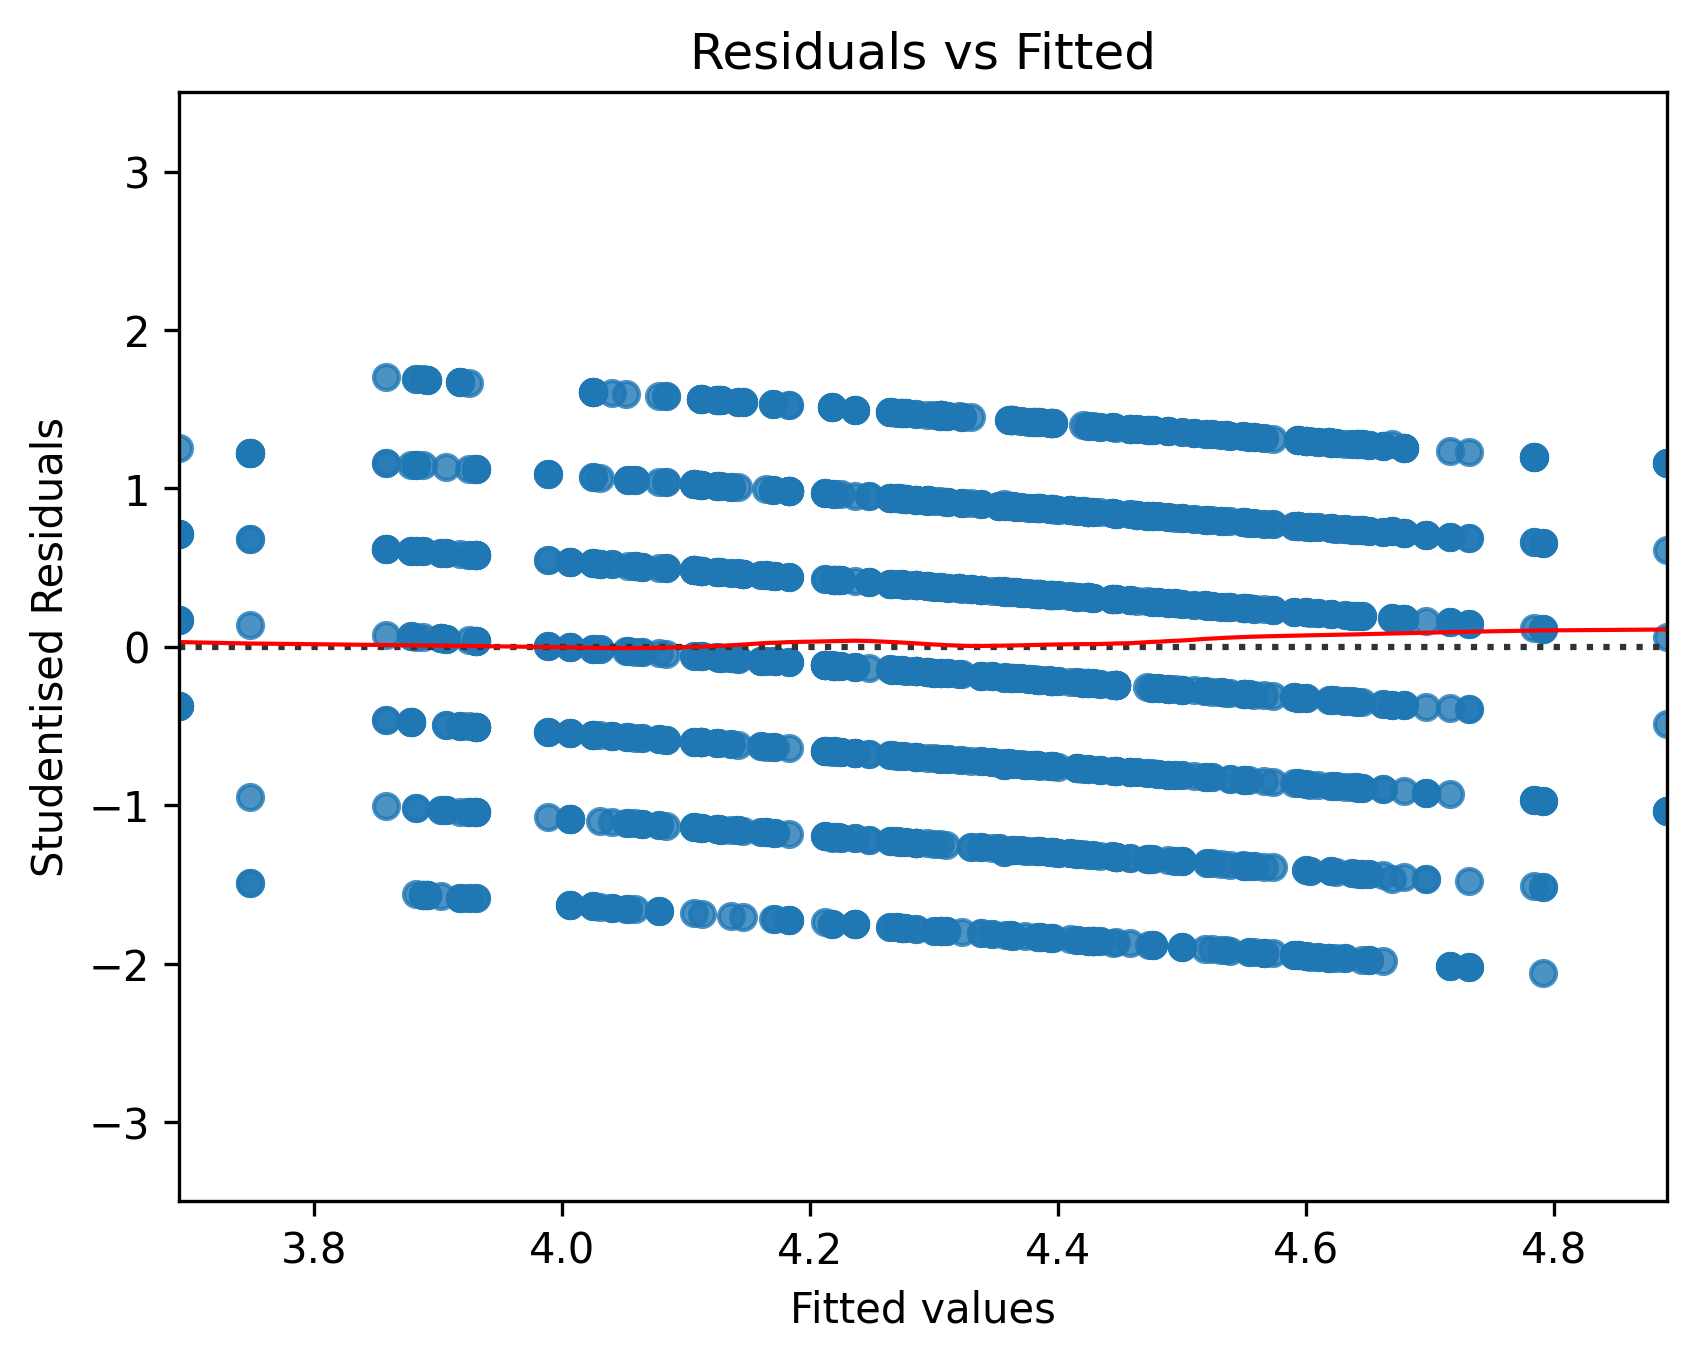 Residuals vs Fitted
Studentised Residuals
3
2
1
0
−1
−2
−3
3.8 4.0 4.2 4.4 4.6 4.8
Fitted values